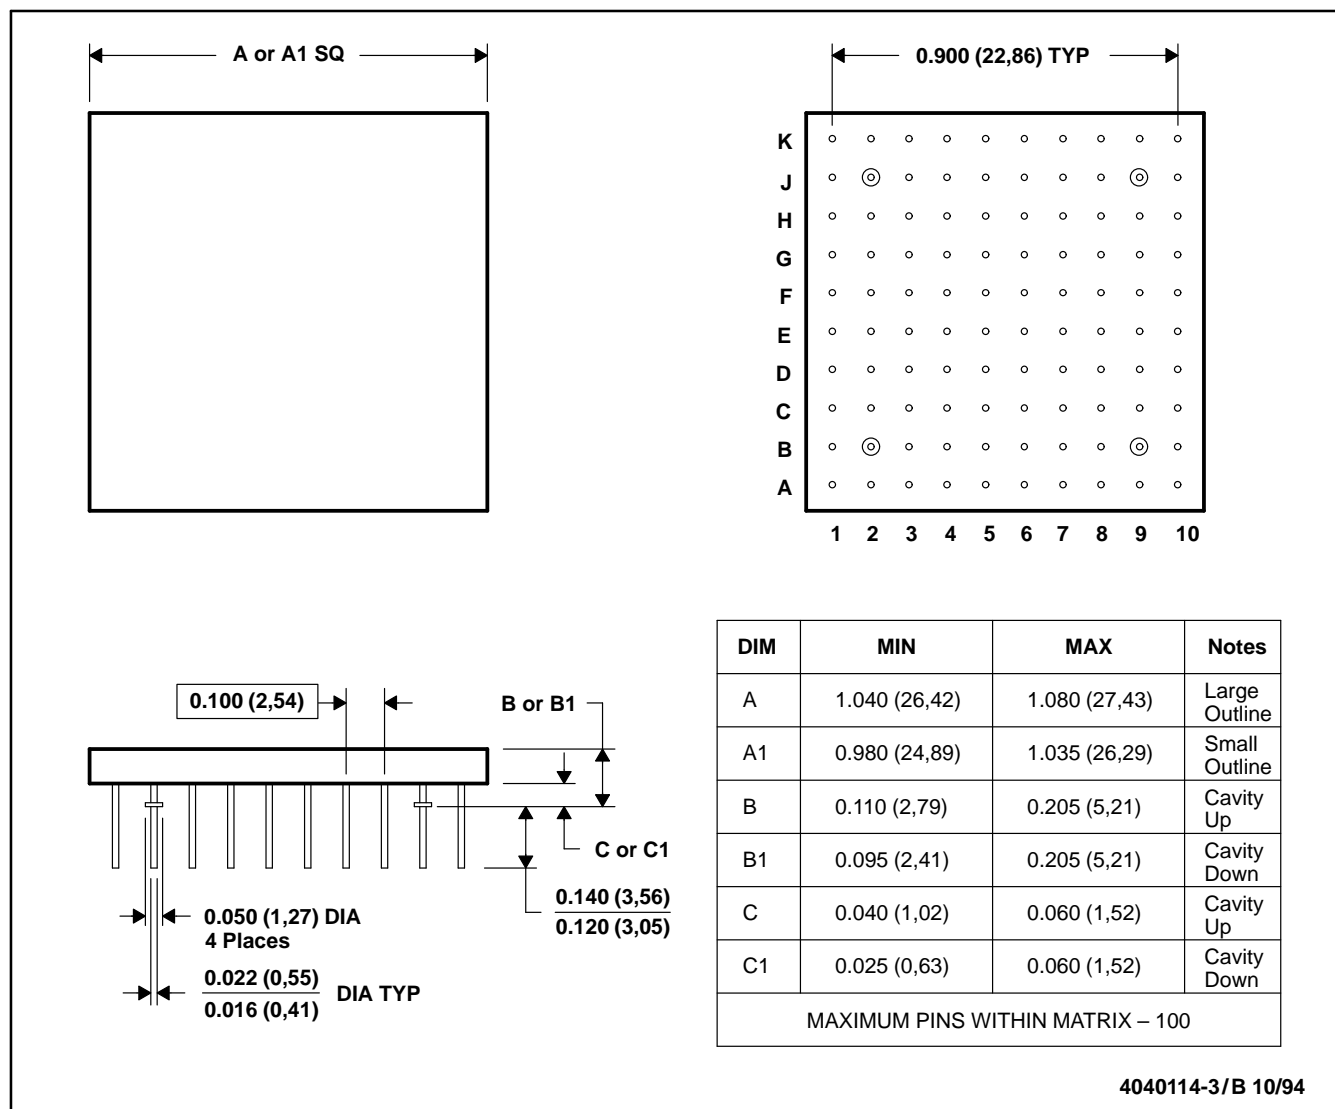 A or A1 SQ
0.900 (22,86) TYP
K
J
H
G
F
E
D
C
B
A
1 2 3 4 5 6 7 8 9 10
0.100 (2,54)
B or B1
C or C1
0.140 (3,56)
0.120 (3,05)
0.050 (1,27) DIA
4 Places
0.022 (0,55)
0.016 (0,41)
DIA TYP
DIM MIN MAX Notes
A 1.040 (26,42) 1.080 (27,43) Large
Outline
A1 0.980 (24,89) 1.035 (26,29) Small
Outline
B 0.110 (2,79) 0.205 (5,21) Cavity
Up
B1 0.095 (2,41) 0.205 (5,21) Cavity
Down
C 0.040 (1,02) 0.060 (1,52) Cavity
Up
C1 0.025 (0,63) 0.060 (1,52) Cavity
Down
MAXIMUM PINS WITHIN MATRIX – 100
4040114-3/B 10/94